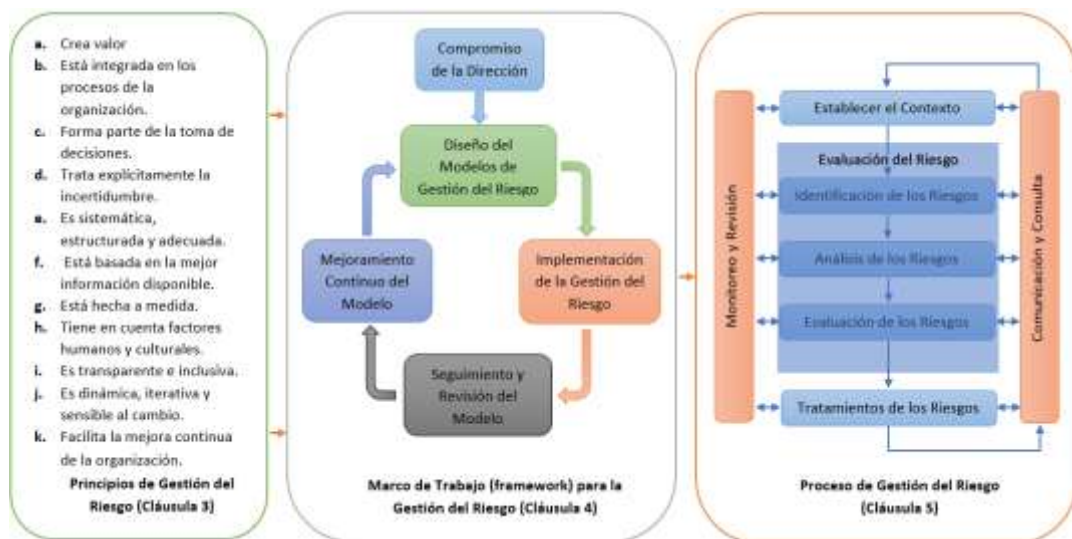 a. Crea valor
b. Está integrada en los
procesos de la
organización.
c. Forma parte de la toma de
decisiones.
d. Trata explícitamente la
incertidumbre.
e. Es sistemática,
estructurada y adecuada.
f. Está basada en la mejor
información disponible.
g. Está hecha a medida.
h. Tiene en cuenta factores
humanos y culturales.
i. Es transparente e inclusiva.
j. Es dinámica, iterativa y
sensible al cambio.
k. Facilita la mejora continua
de la organización.
Principios de Gestión del
Riesgo (Cláusula 3)
Compromiso
de la Dirección
Diseño del
Modelos de
Gestión del Riesgo
Mejoramiento
Continuo del
Modelo
Implementación
de la Gestión del
Riesgo
Seguimiento y
Revisión del
Modelo
Marco de Trabajo (framework) para la
Gestión del Riesgo (Cláusula 4)
Monitoreo y Revisión
Establecer el Contexto
Evaluación del Riesgo
Identificación de los Riesgos
Análisis de los Riesgos
Evaluación de los Riesgos
Tratamientos de los Riesgos
Comunicación y Consulta
Proceso de Gestión del Riesgo
(Cláusula 5)